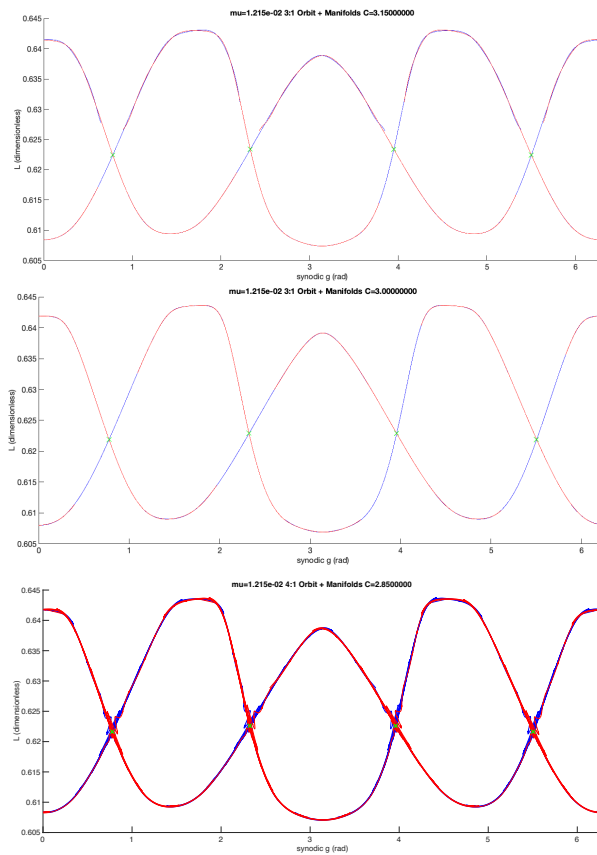 mu=1.215e-02 3:1 Orbit + Manifolds C=3.15000000
0.645
0.64
0.635
0.63
0.625
0.62
0.615
0.61
0.605
L (dimensionless)
0 1 2 3 4 5 6
synodic g (rad)
mu=1.215e-02 3:1 Orbit + Manifolds C=3.00000000
0.645
0.64
0.635
0.63
0.625
0.62
0.615
0.61
0.605
L (dimensionless)
0 1 2 3 4 5 6
synodic g (rad)
mu=1.215e-02 4:1 Orbit + Manifolds C=2.8500000
0.645
0.64
0.635
0.63
0.625
0.62
0.615
0.61
0.605
L (dimensionless)
0 1 2 3 4 5 6
synodic g (rad)